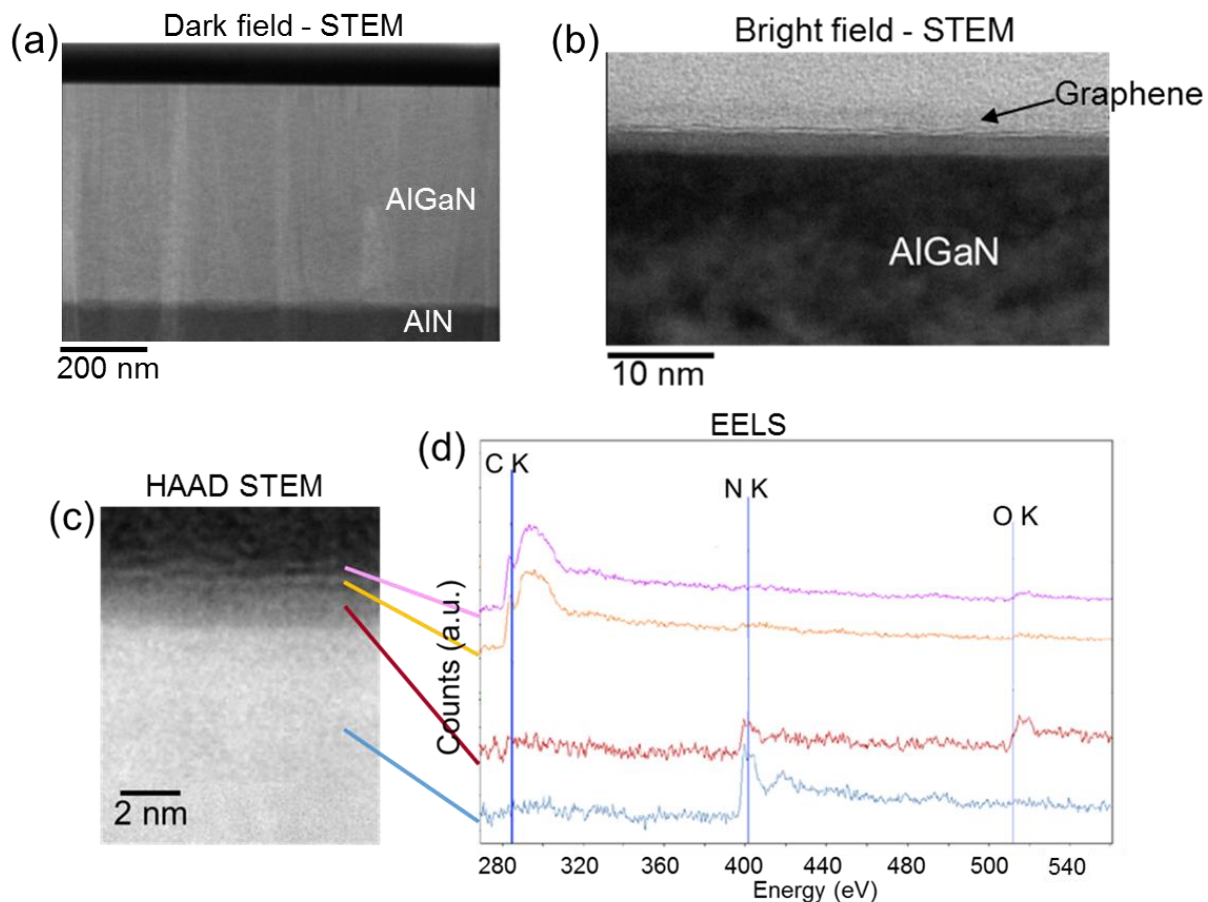 (a)
Dark field - STEM
AlGaN
AlN
200 nm
(b)
Bright field - STEM
Graphene
AlGaN
10 nm
(c)
HAAD STEM
2 nm
(d)
EELS
C K
N K
O K
Counts (a.u.)
280 320 360 400 440 480 500 540
Energy (eV)